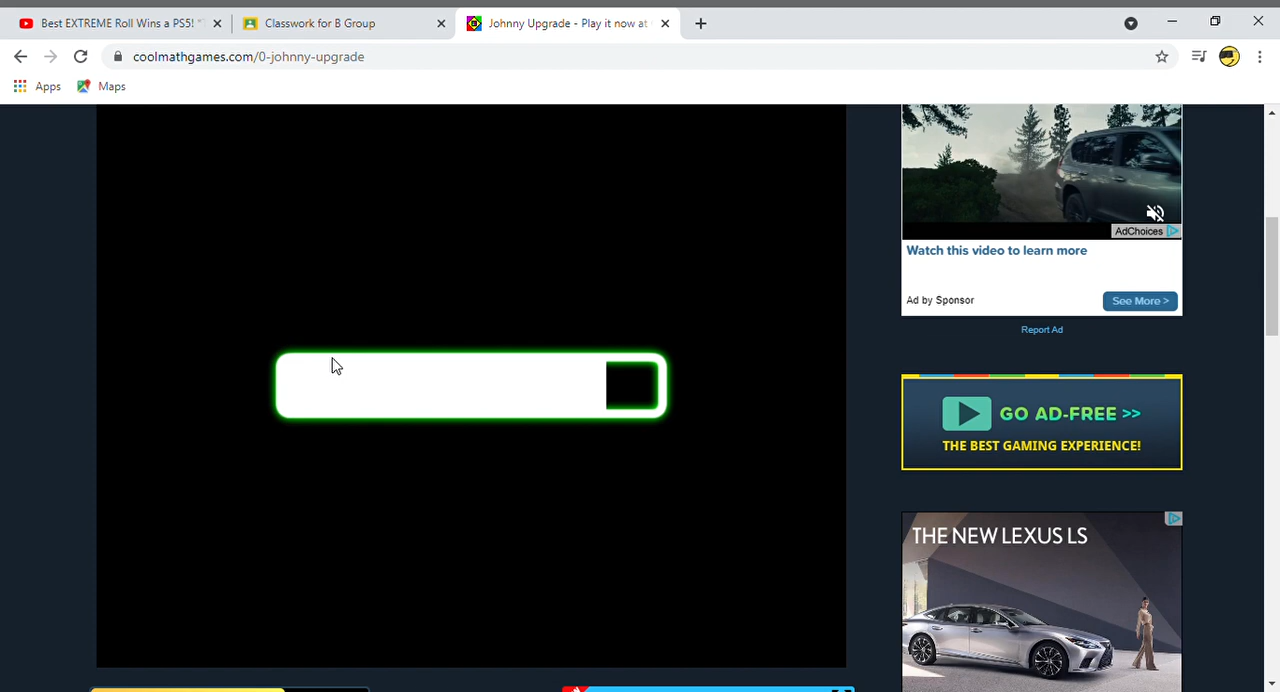 Best EXTREME Roll Wins a PS5! "
Classwork for B Group
Johnny Upgrade - Play it now at
coolmathgames.com/0-johnny-upgrade
Apps
Maps
AdChoices
Watch this video to learn more
Ad by Sponsor
See More >
Report Ad
GO AD-FREE >>
THE BEST GAMING EXPERIENCE!
THE NEW LEXUS LS